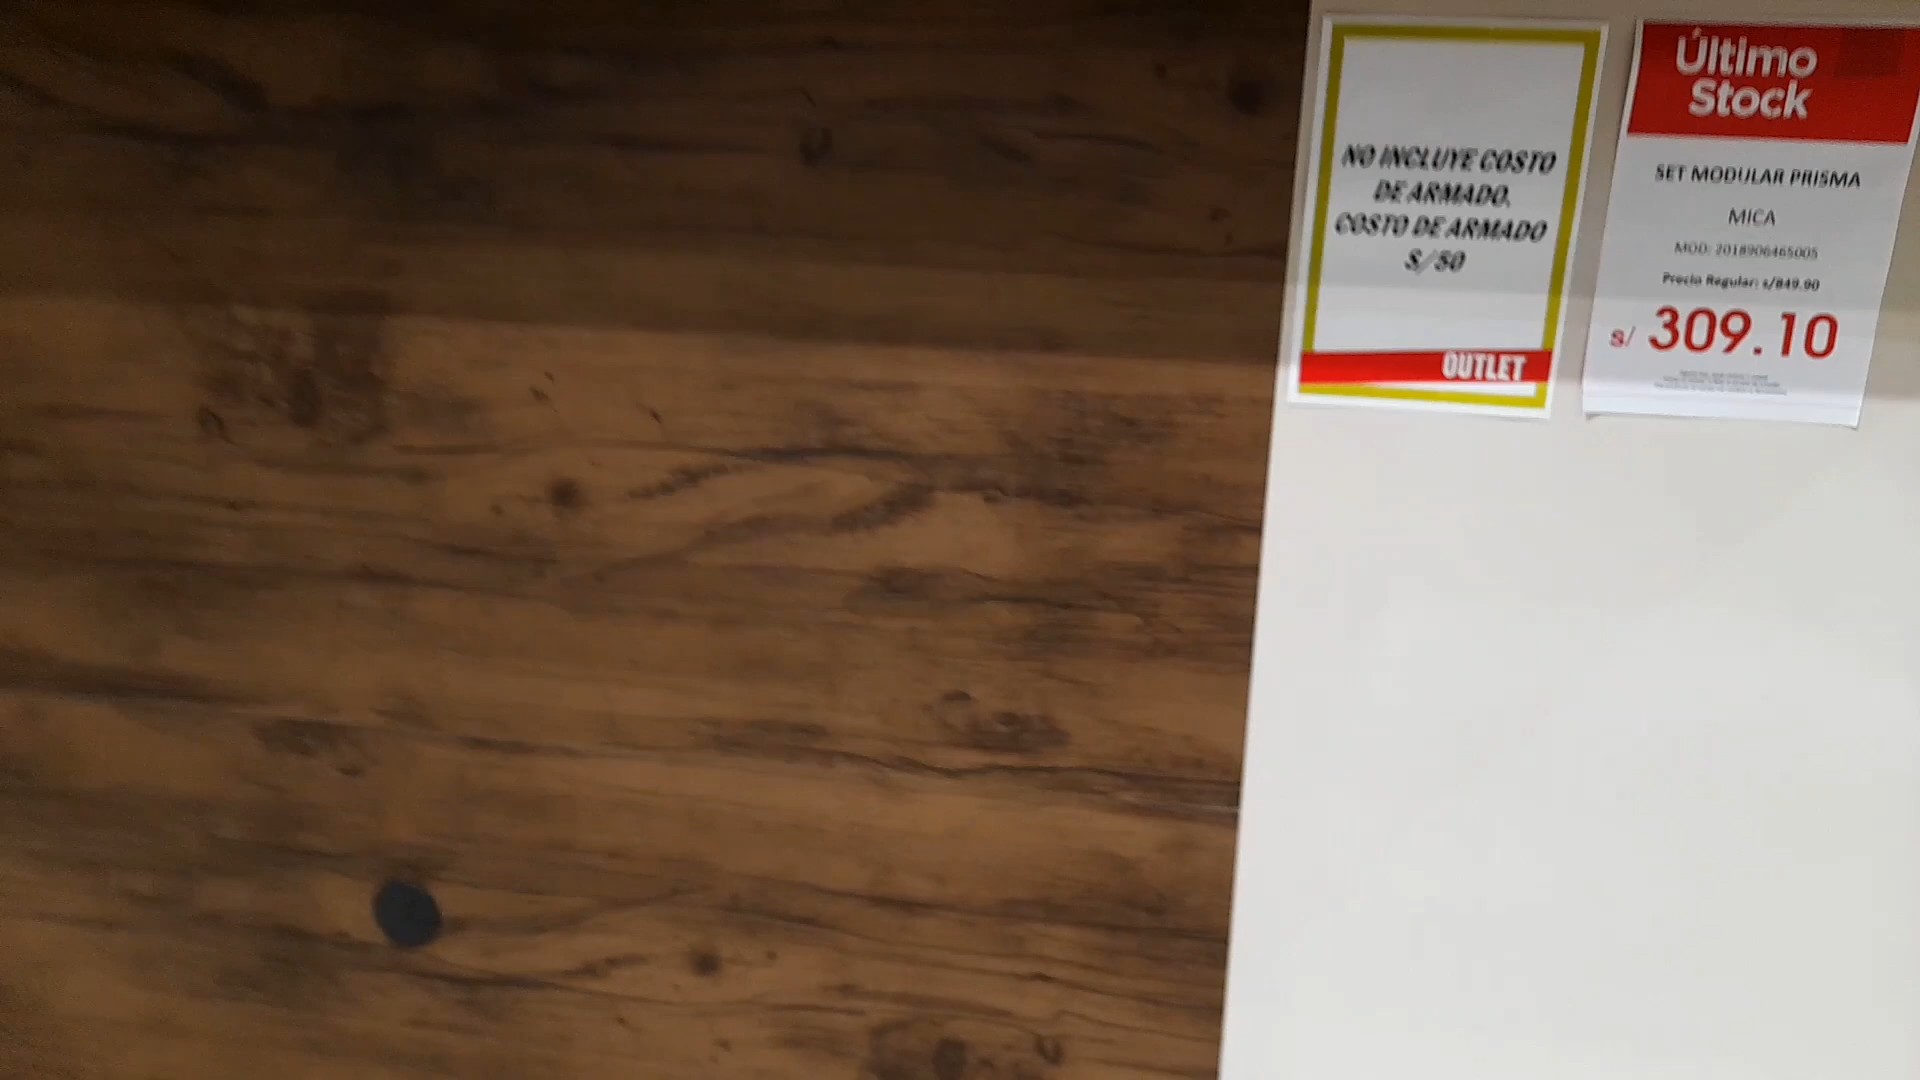 NO INCLUYE COSTO
DE ARMADO.
COSTO DE ARMADO
S/50
OUTLET
Último
Stock
SET MODULAR PRISMA
MICA
MOD: 2018906465005
Precio Regular: s/849.90
s/ 309.10